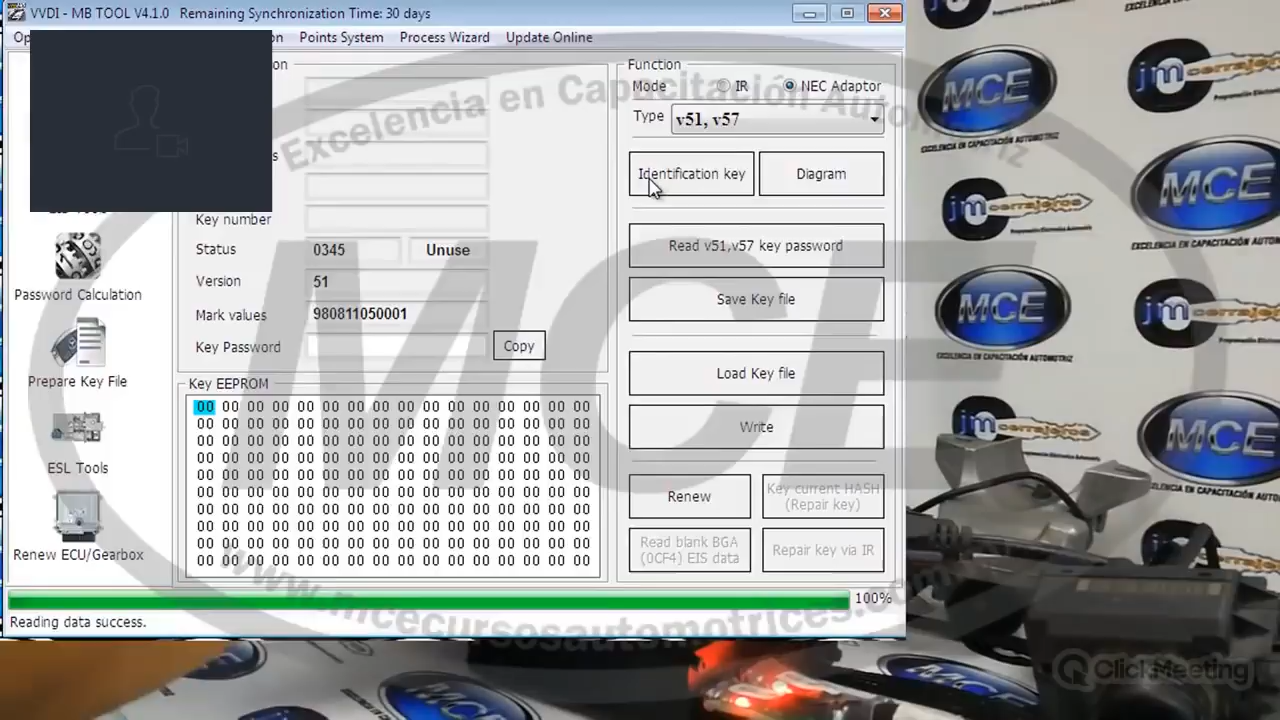 VVDI - MB TOOL V4.1.0 Remaining Synchronization Time: 30 days
Points System Process Wizard Update Online
Function
Mode IR NEC Adaptor
Type v51, v57
Identification key Diagram
Key number
Status 0345 Unuse
Read v51,v57 key password
Version 51
Password Calculation
Save Key file
Mark values 980811050001
Key Password Copy
Prepare Key File
Load Key file
Key EEPROM
00 00 00 00 00 00 00 00 00 00 00 00 00 00 00 00
00 00 00 00 00 00 00 00 00 00 00 00 00 00 00 00
00 00 00 00 00 00 00 00 00 00 00 00 00 00 00 00
00 00 00 00 00 00 00 00 00 00 00 00 00 00 00 00
00 00 00 00 00 00 00 00 00 00 00 00 00 00 00 00
00 00 00 00 00 00 00 00 00 00 00 00 00 00 00 00
00 00 00 00 00 00 00 00 00 00 00 00 00 00 00 00
00 00 00 00 00 00 00 00 00 00 00 00 00 00 00 00
00 00 00 00 00 00 00 00 00 00 00 00 00 00 00 00
00 00 00 00 00 00 00 00 00 00 00 00 00 00 00 00
Write
ESL Tools
Renew Key current HASH
(Repair key)
Renew ECU/Gearbox
Read blank BGA
(0CF4) EIS data
Repair key via IR
100%
Reading data success.
Excelencia en Capacitación Automotriz
MCE
www.mcecursosautomotrices.com
MCE
EXCELENCIA EN CAPACITACIÓN AUTOMOTRIZ
jm cerrajeros
MCE
jm cerrajeros
MCE
EXCELENCIA EN CAPACITACIÓN AUTOMOTRIZ
jm cerrajeros
MCE
jm cerrajeros
MCE
ClickMeeting